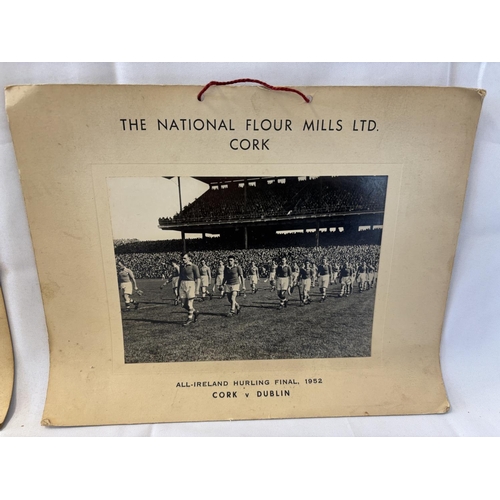 THE NATIONAL FLOUR MILLS LTD.
CORK
ALL-IRELAND HURLING FINAL, 1952
CORK v DUBLIN